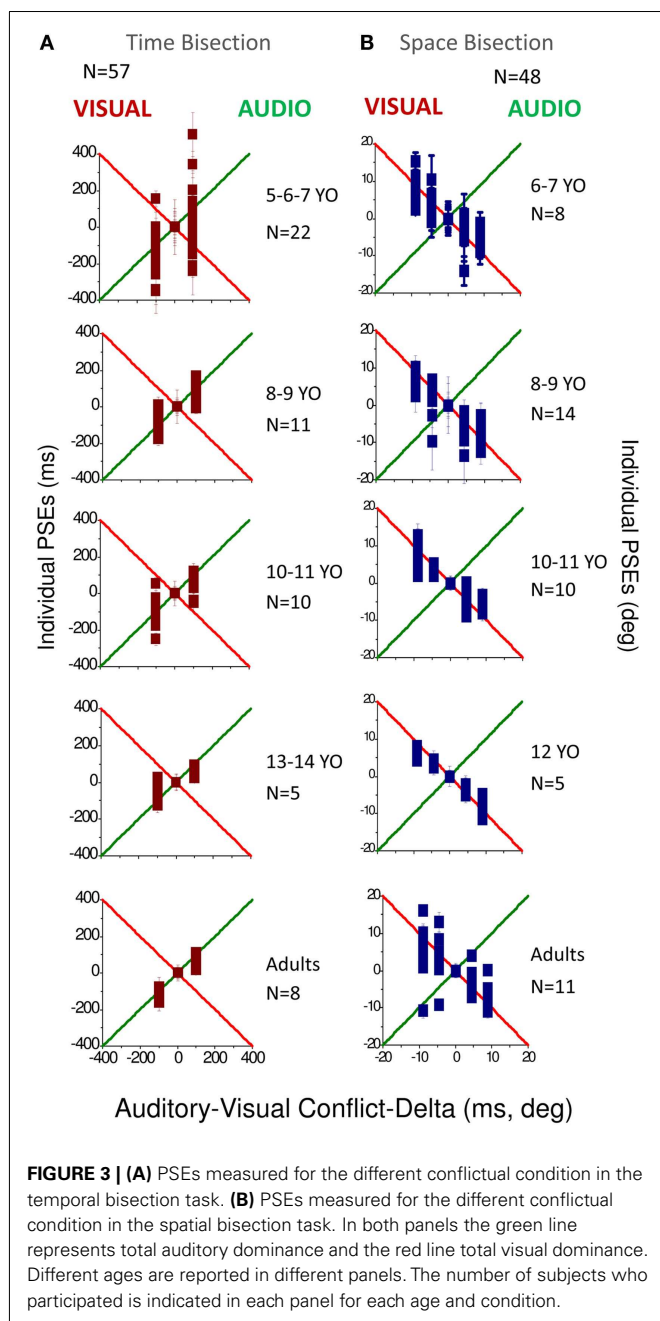 A Time Bisection
B Space Bisection
N=57
N=48
VISUAL AUDIO
VISUAL AUDIO
Individual PSEs (ms)
Individual PSEs (deg)
400
200
0
-200
-400
5-6-7 YO
N=22
20
10
0
-10
-20
6-7 YO
N=8
400
200
0
-200
-400
8-9 YO
N=11
20
10
0
-10
-20
8-9 YO
N=14
400
200
0
-200
-400
10-11 YO
N=10
20
10
0
-10
-20
10-11 YO
N=10
400
200
0
-200
-400
13-14 YO
N=5
20
10
0
-10
-20
12 YO
N=5
400
200
0
-200
-400
Adults
N=8
20
10
0
-10
-20
Adults
N=11
-400 -200 0 200 400
-20 -10 0 10 20
Auditory-Visual Conflict-Delta (ms, deg)
FIGURE 3 | (A) PSEs measured for the different conflictual condition in the
temporal bisection task. (B) PSEs measured for the different conflictual
condition in the spatial bisection task. In both panels the green line
represents total auditory dominance and the red line total visual dominance.
Different ages are reported in different panels. The number of subjects who
participated is indicated in each panel for each age and condition.